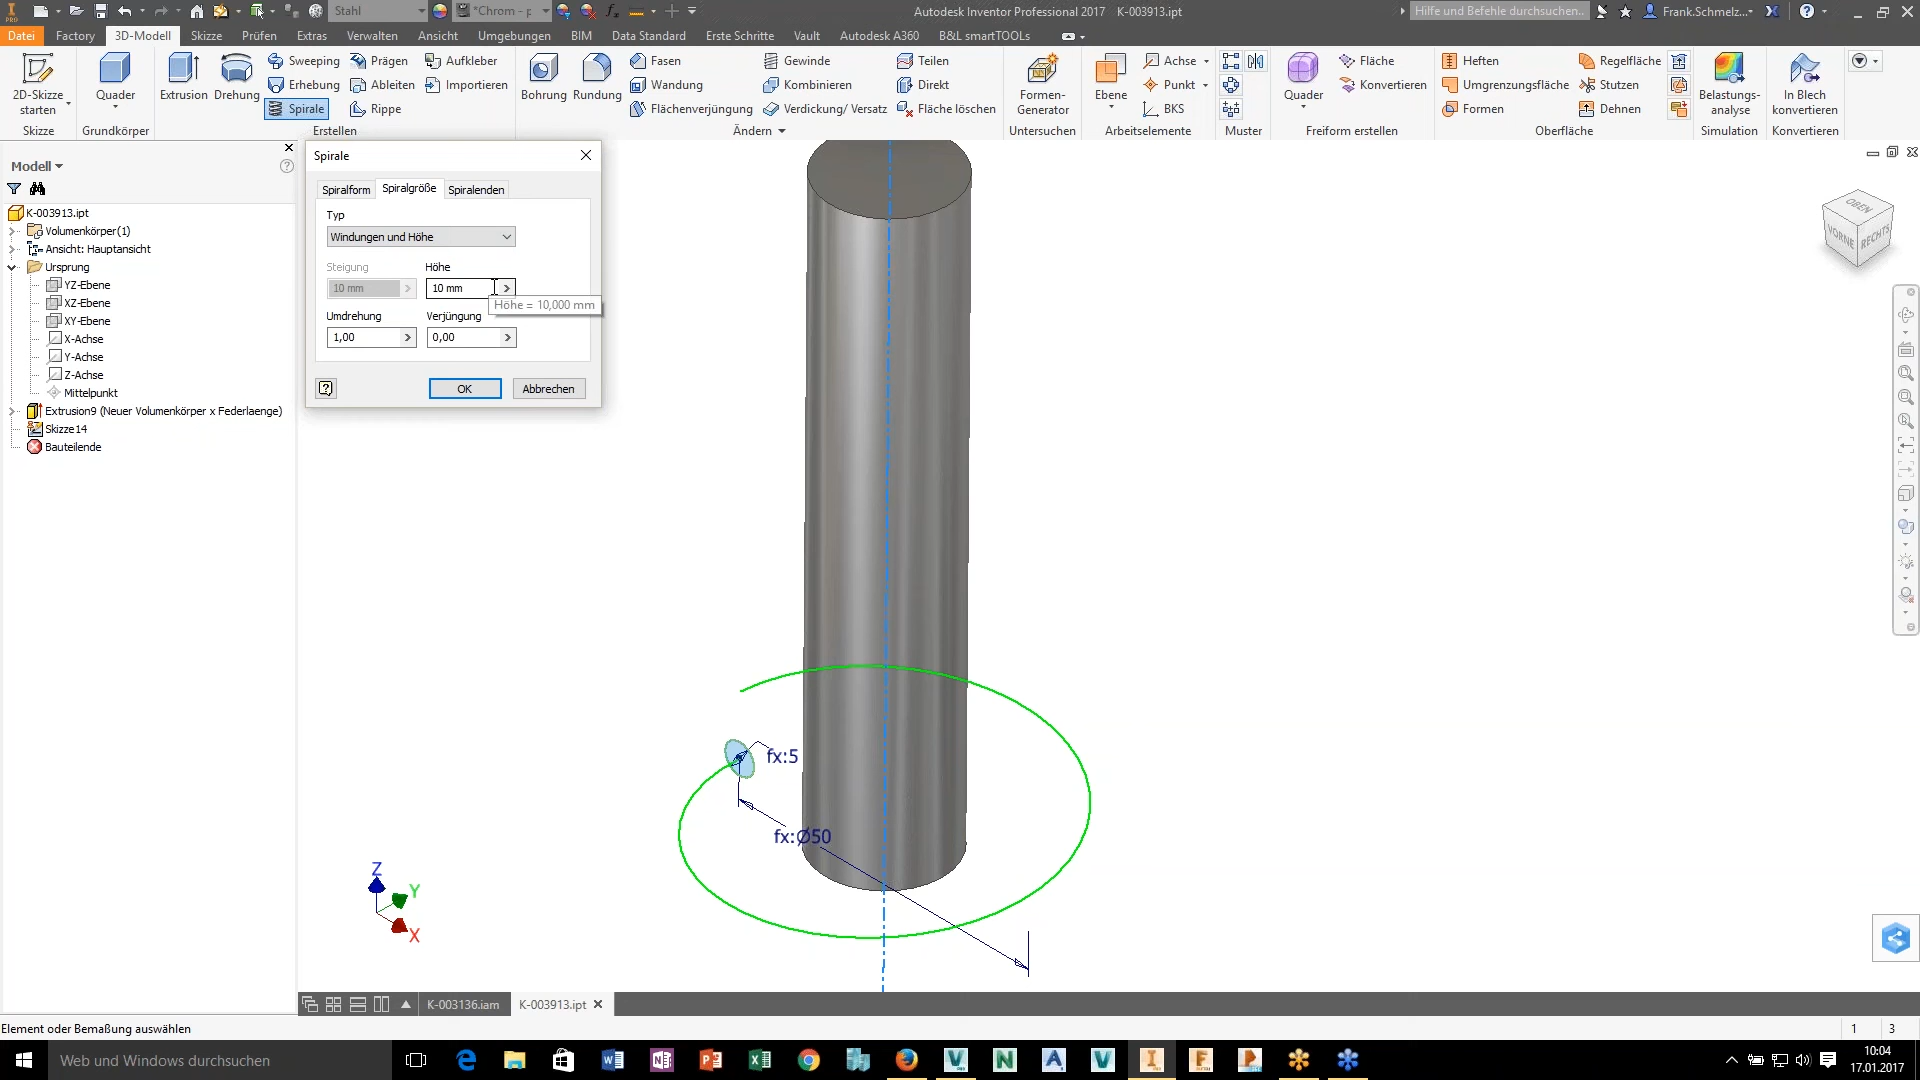 PRO
Stahl
*Chrom - p
Autodesk Inventor Professional 2017 K-003913.ipt
Hilfe und Befehle durchsuchen...
Frank.Schmelz...
Datei Factory 3D-Modell Skizze Prüfen Extras Verwalten Ansicht Umgebungen BIM Data Standard Erste Schritte Vault Autodesk A360 B&L smartTOOLs
2D-Skizze starten
Skizze
Quader
Grundkörper
Extrusion
Drehung
Sweeping
Erhebung
Spirale
Prägen
Ableiten
Rippe
Aufkleber
Importieren
Erstellen
Bohrung
Rundung
Fasen
Wandung
Flächenverjüngung
Gewinde
Kombinieren
Verdickung/ Versatz
Teilen
Direkt
Fläche löschen
Ändern
Formen-
Generator
Untersuchen
Ebene
Achse
Punkt
BKS
Arbeitselemente
Muster
Quader
Fläche
Konvertieren
Freiform erstellen
Heften
Umgrenzungsfläche
Formen
Regelfläche
Stutzen
Dehnen
Oberfläche
Belastungs-
analyse
Simulation
In Blech
konvertieren
Konvertieren
Modell
K-003913.ipt
Volumenkörper(1)
Ansicht: Hauptansicht
Ursprung
YZ-Ebene
XZ-Ebene
XY-Ebene
X-Achse
Y-Achse
Z-Achse
Mittelpunkt
Extrusion9 (Neuer Volumenkörper x Federlaenge)
Skizze14
Bauteilende
Spirale
Spiralform Spiralgröße Spiralenden
Typ
Windungen und Höhe
Steigung Höhe
10 mm 10 mm
Höhe = 10,000 mm
Umdrehung Verjüngung
1,00 0,00
OK Abbrechen
OBEN
VORNE
RECHTS
fx:5
fx:Ø50
Z
Y
X
K-003136.iam K-003913.ipt
Element oder Bemaßung auswählen
1 3
Web und Windows durchsuchen
10:04
17.01.2017